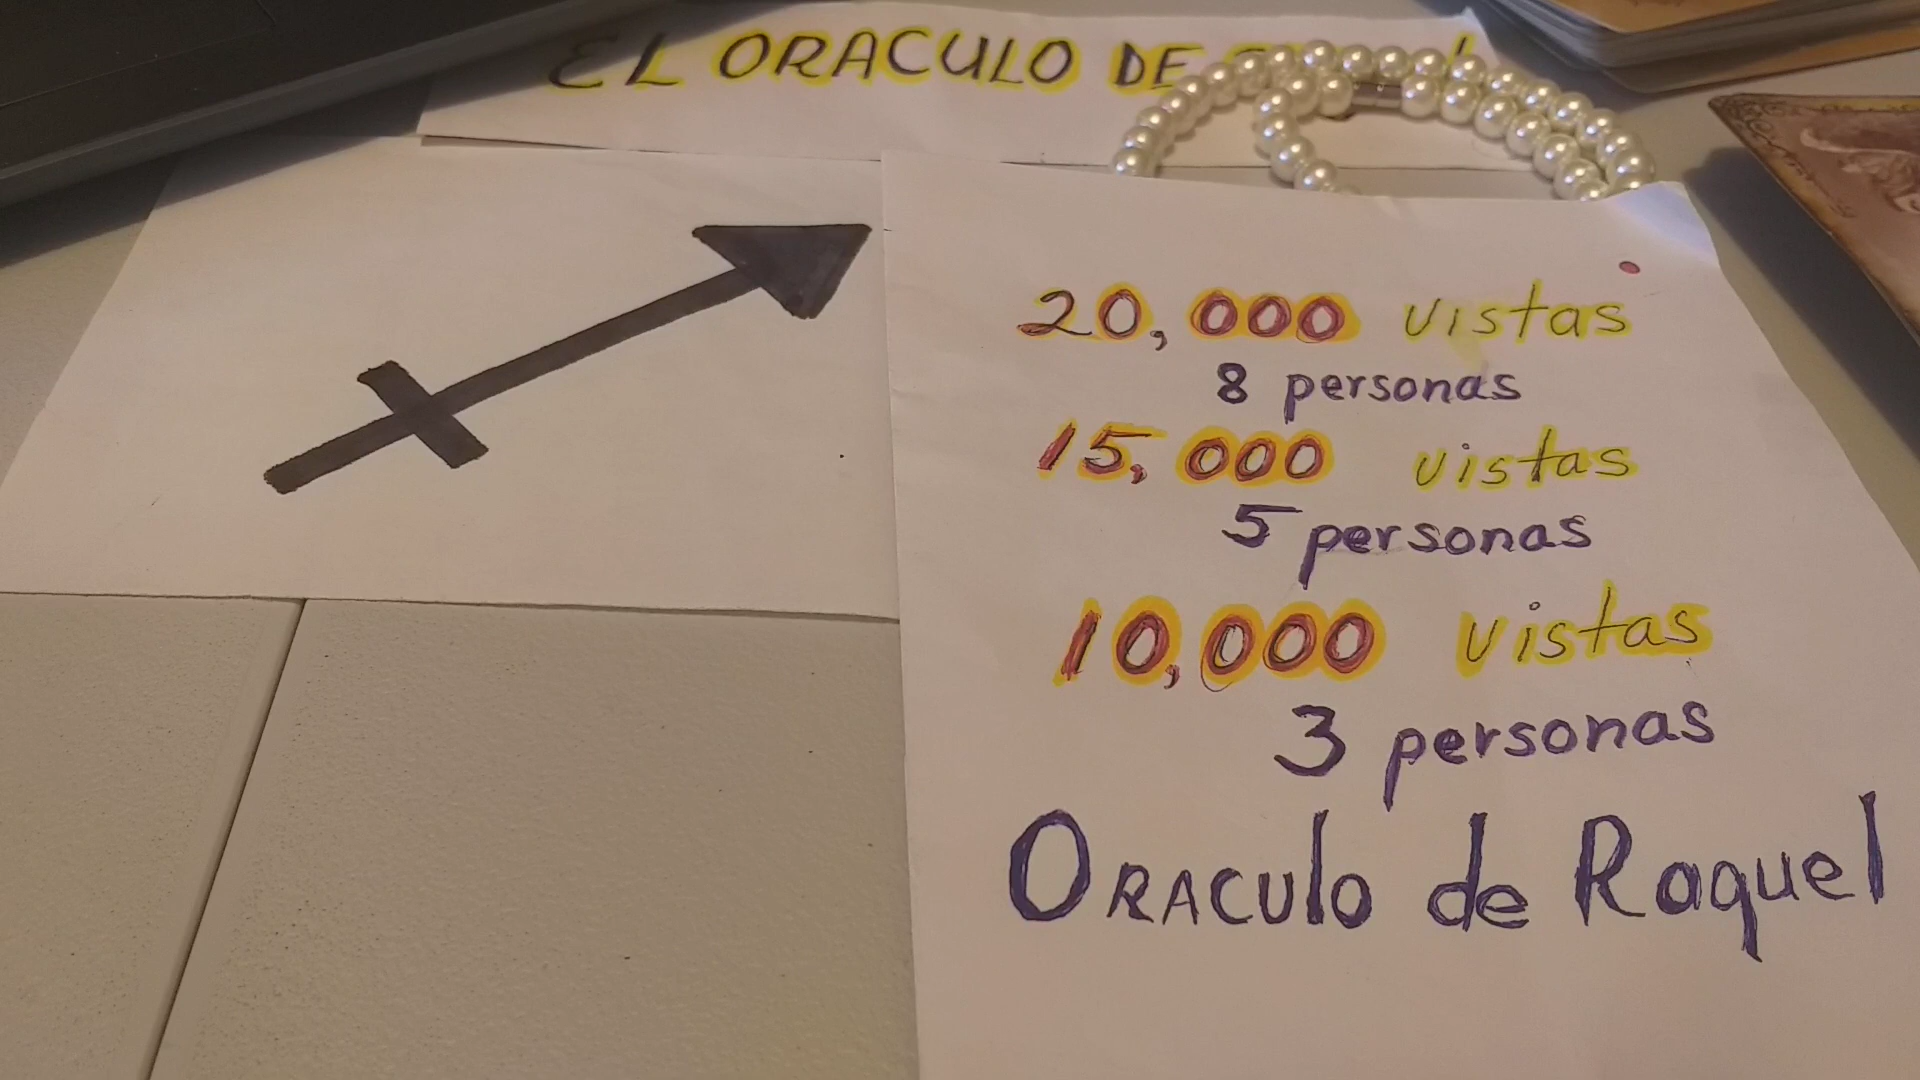 EL ORACULO DE
20,000 vistas
8 personas
15,000 vistas
5 personas
10,000 vistas
3 personas
ORACulo de Raquel